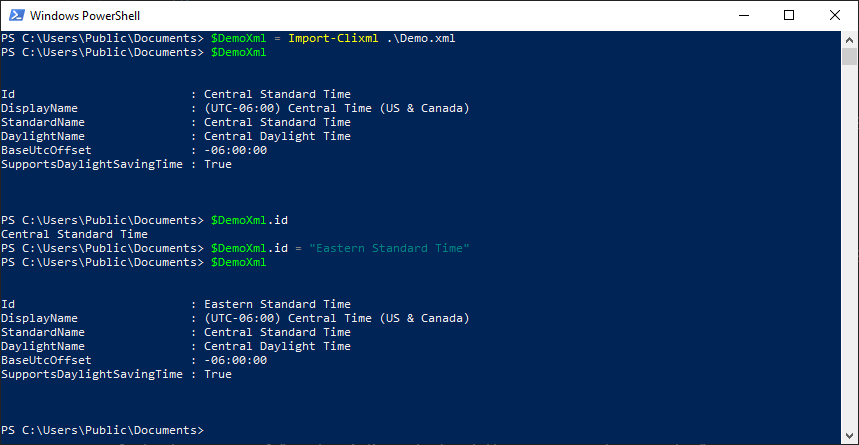 Windows PowerShell
PS C:\Users\Public\Documents> $DemoXml = Import-Clixml .\Demo.xml
PS C:\Users\Public\Documents> $DemoXml
Id                         : Central Standard Time
DisplayName                : (UTC-06:00) Central Time (US & Canada)
StandardName               : Central Standard Time
DaylightName               : Central Daylight Time
BaseUtcOffset              : -06:00:00
SupportsDaylightSavingTime : True
PS C:\Users\Public\Documents> $DemoXml.id
Central Standard Time
PS C:\Users\Public\Documents> $DemoXml.id = "Eastern Standard Time"
PS C:\Users\Public\Documents> $DemoXml
Id                         : Eastern Standard Time
DisplayName                : (UTC-06:00) Central Time (US & Canada)
StandardName               : Central Standard Time
DaylightName               : Central Daylight Time
BaseUtcOffset              : -06:00:00
SupportsDaylightSavingTime : True
PS C:\Users\Public\Documents>